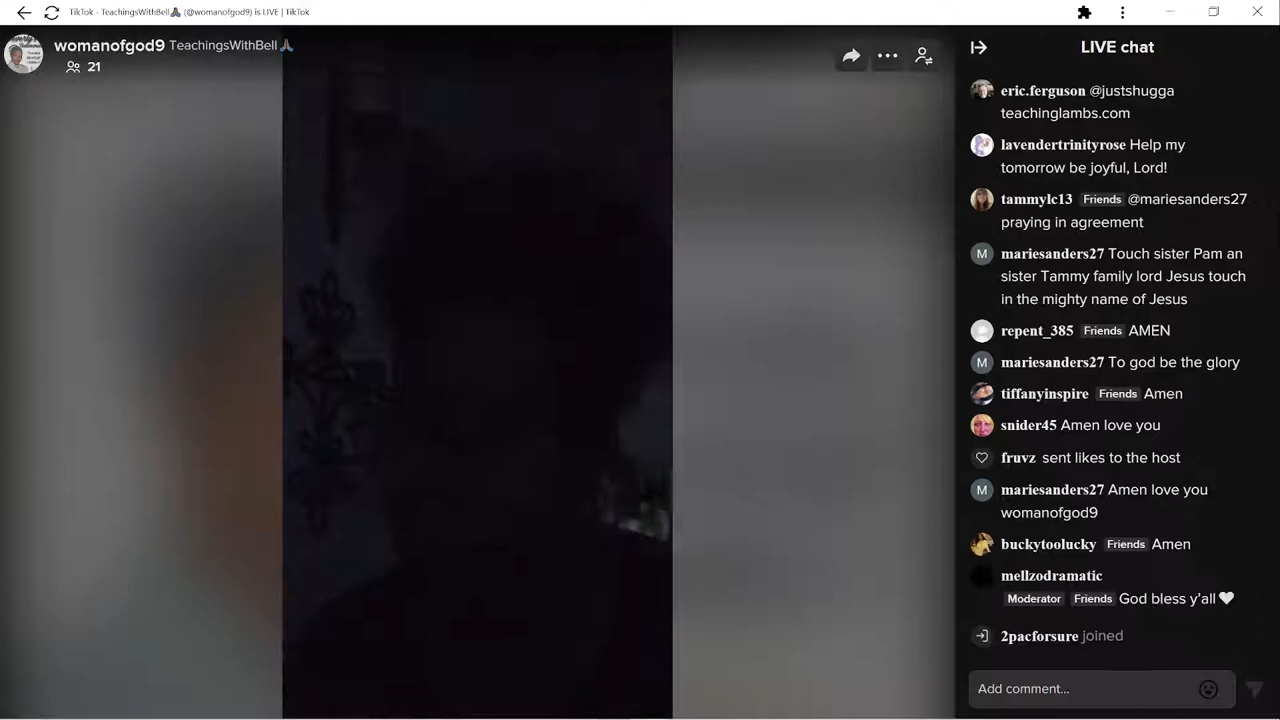 TikTok - TeachingsWithBell🙏 (@womanofgod9) is LIVE | TikTok
womanofgod9 TeachingsWithBell🙏
21
LIVE chat
eric.ferguson @justshugga
teachinglambs.com
lavendertrinityrose Help my
tomorrow be joyful, Lord!
tammylc13 Friends @mariesanders27
praying in agreement
M mariesanders27 Touch sister Pam an
sister Tammy family lord Jesus touch
in the mighty name of Jesus
repent_385 Friends AMEN
M mariesanders27 To god be the glory
tiffanyinspire Friends Amen
snider45 Amen love you
fruvz sent likes to the host
M mariesanders27 Amen love you
womanofgod9
buckytoolucky Friends Amen
mellzodramatic
Moderator Friends God bless y'all🤍
2pacforsure joined
Add comment...